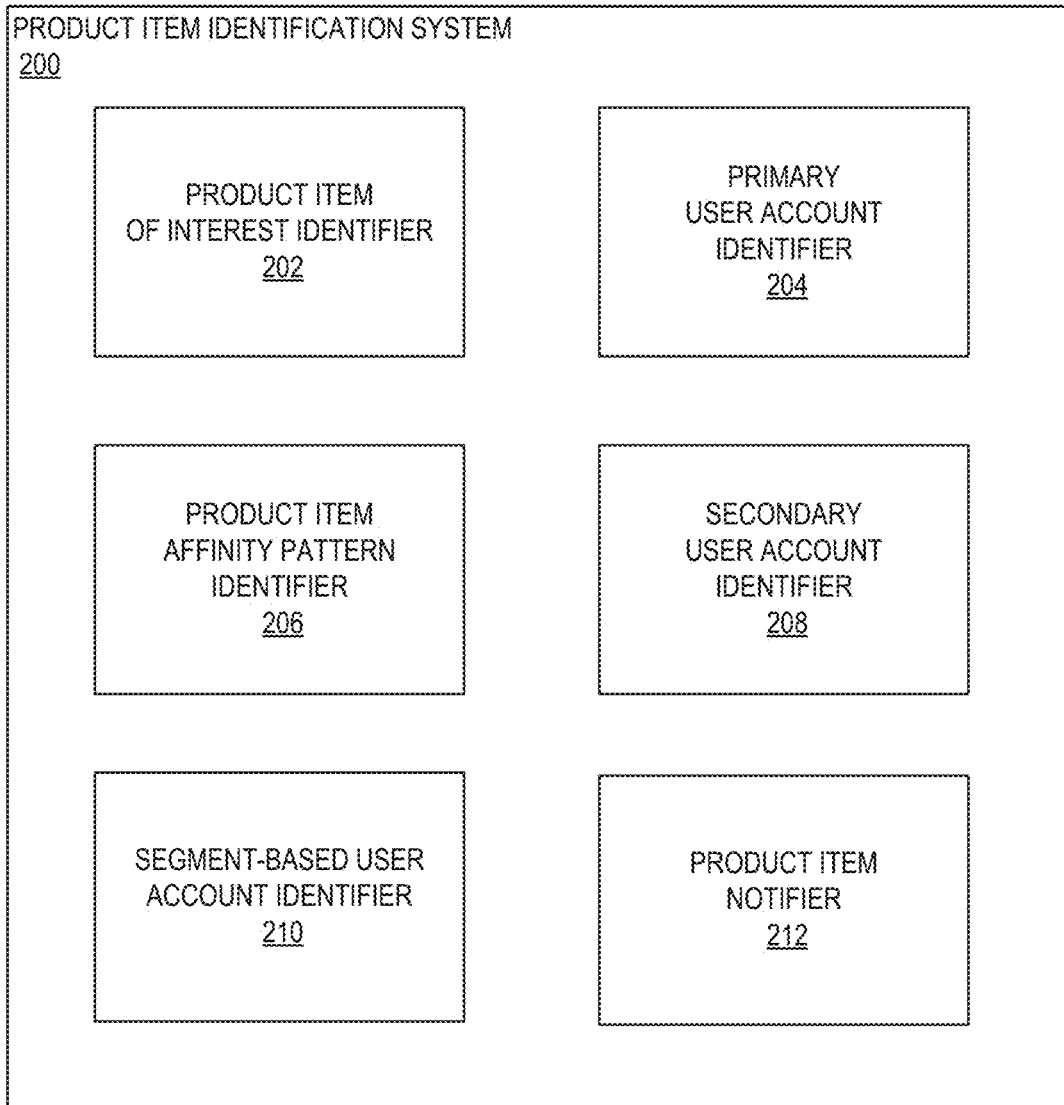 PRODUCT ITEM IDENTIFICATION SYSTEM
200
PRODUCT ITEM
OF INTEREST IDENTIFIER
202
PRIMARY
USER ACCOUNT
IDENTIFIER
204
PRODUCT ITEM
AFFINITY PATTERN
IDENTIFIER
206
SECONDARY
USER ACCOUNT
IDENTIFIER
208
SEGMENT-BASED USER
ACCOUNT IDENTIFIER
210
PRODUCT ITEM
NOTIFIER
212